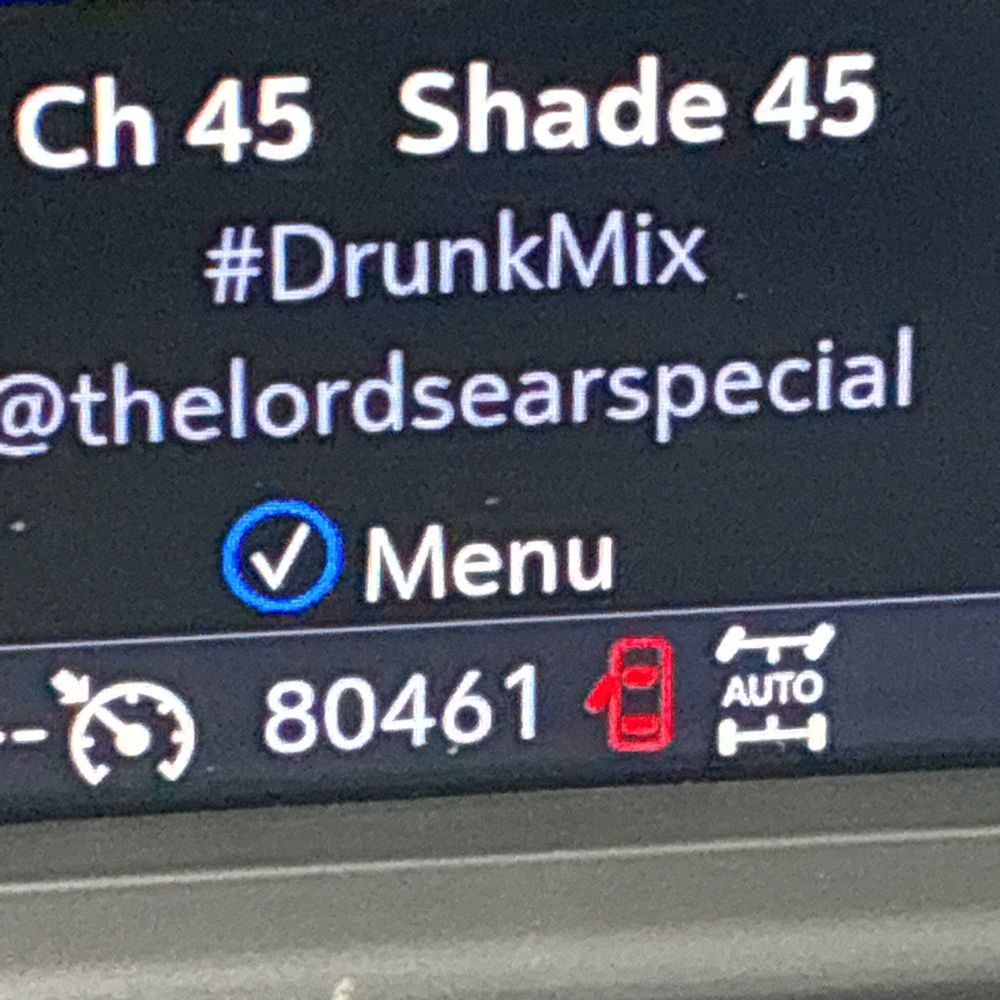 Ch 45 Shade 45
#DrunkMix
@thelordsearspecial
Menu
-- 80461 AUTO